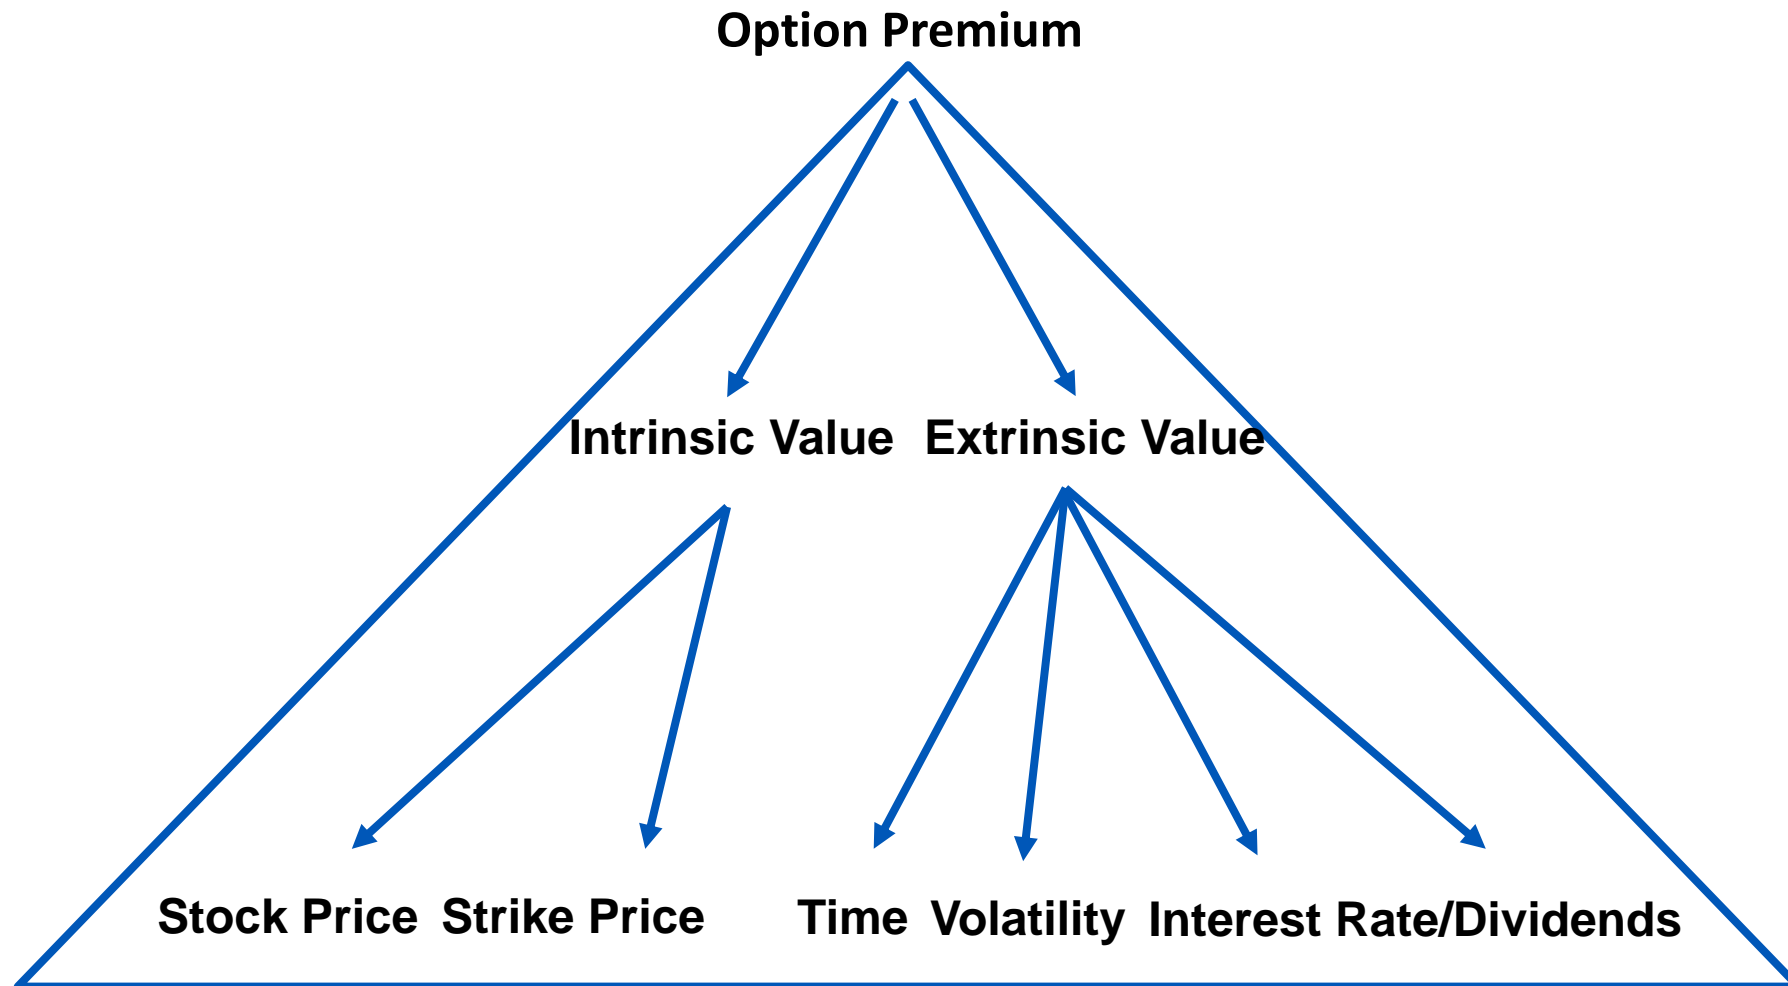 Option Premium
Intrinsic Value Extrinsic Value
Stock Price Strike Price Time Volatility Interest Rate/Dividends